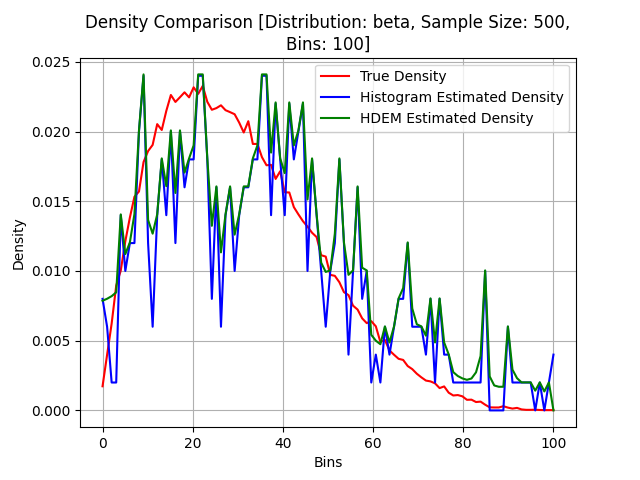 Density Comparison [Distribution: beta, Sample Size: 500,
Bins: 100]
True Density
Histogram Estimated Density
HDEM Estimated Density
Density
0.025
0.020
0.015
0.010
0.005
0.000
0 20 40 60 80 100
Bins